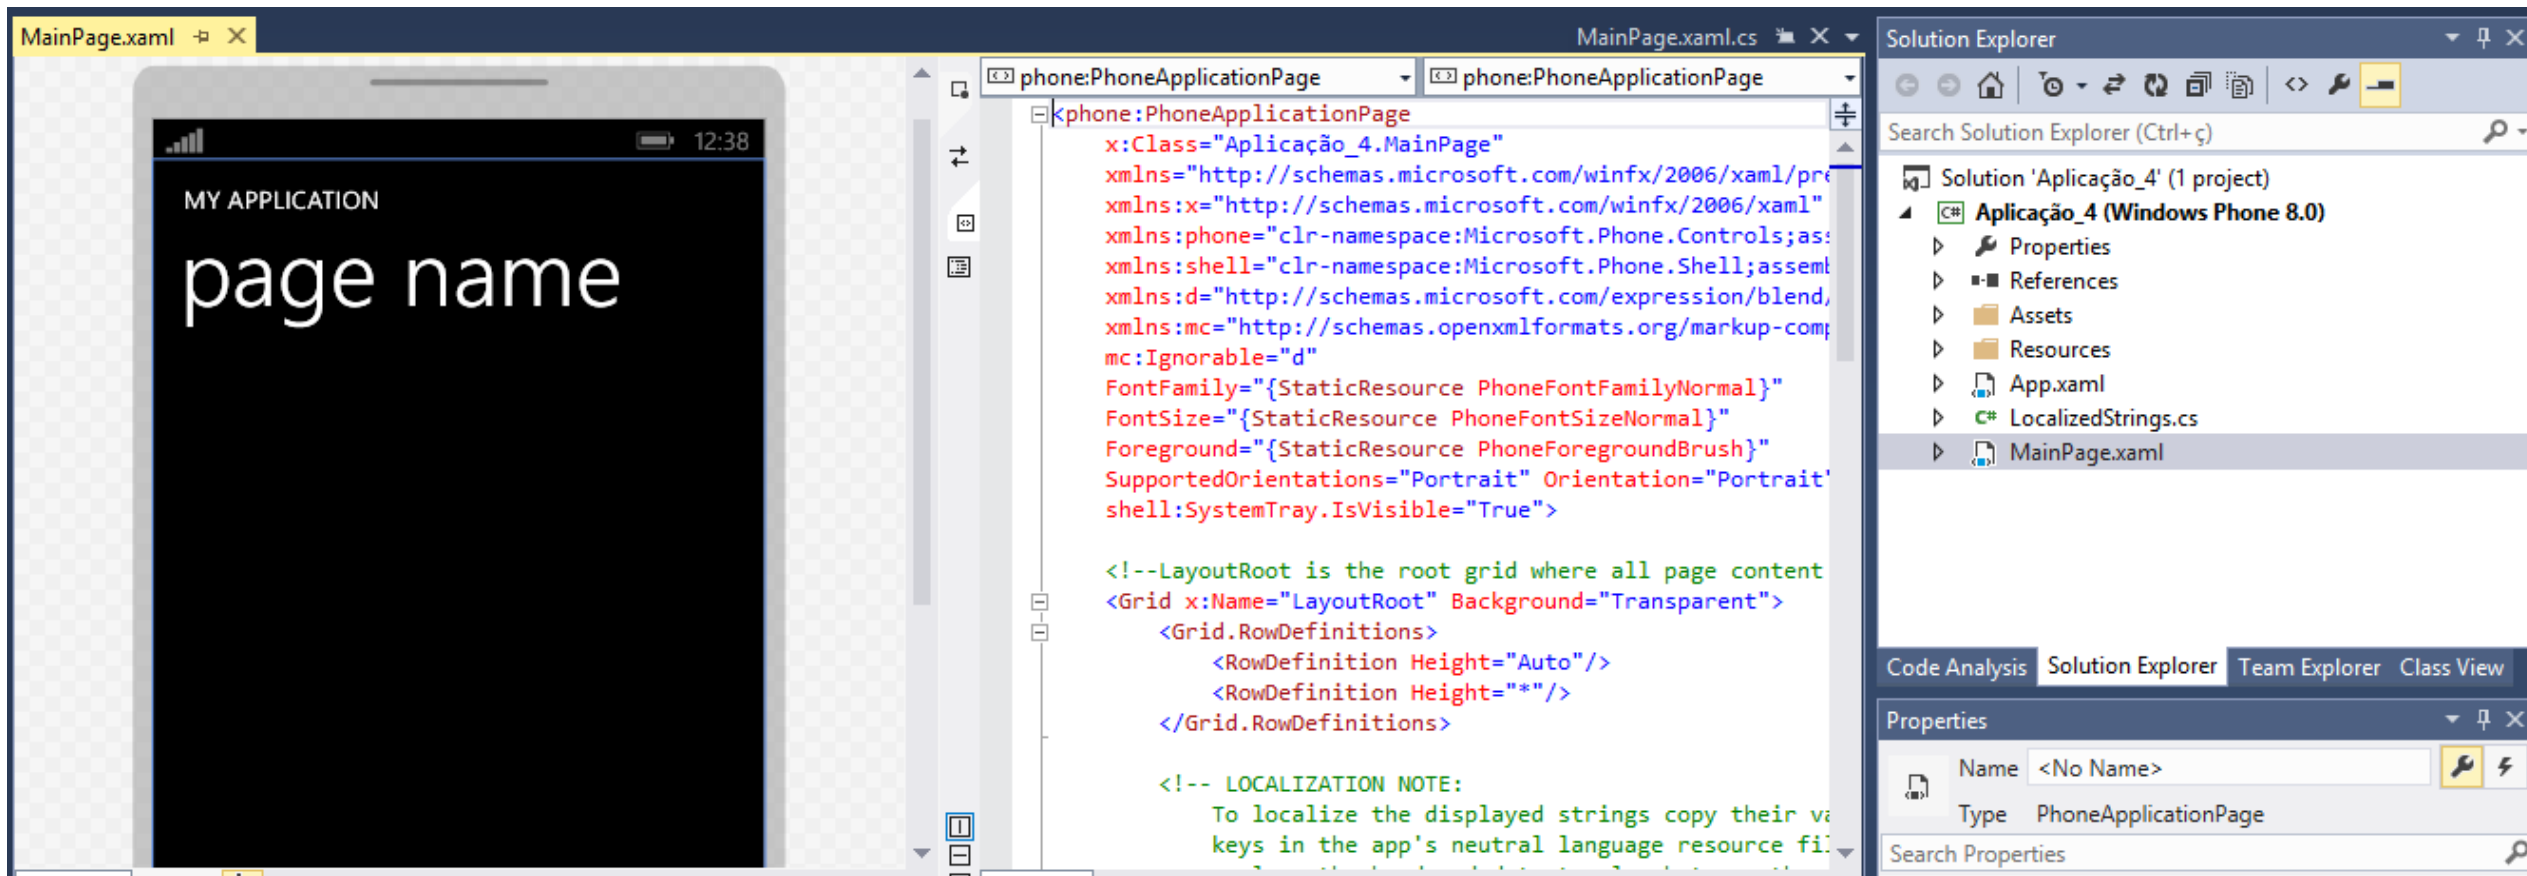 MainPage.xaml
MainPage.xaml.cs
12:38
MY APPLICATION
page name
phone:PhoneApplicationPage
phone:PhoneApplicationPage
<phone:PhoneApplicationPage
x:Class="Aplicação_4.MainPage"
xmlns="http://schemas.microsoft.com/winfx/2006/xaml/pre
xmlns:x="http://schemas.microsoft.com/winfx/2006/xaml"
xmlns:phone="clr-namespace:Microsoft.Phone.Controls;ass
xmlns:shell="clr-namespace:Microsoft.Phone.Shell;assemb
xmlns:d="http://schemas.microsoft.com/expression/blend/
xmlns:mc="http://schemas.openxmlformats.org/markup-comp
mc:Ignorable="d"
FontFamily="{StaticResource PhoneFontFamilyNormal}"
FontSize="{StaticResource PhoneFontSizeNormal}"
Foreground="{StaticResource PhoneForegroundBrush}"
SupportedOrientations="Portrait" Orientation="Portrait"
shell:SystemTray.IsVisible="True">
<!--LayoutRoot is the root grid where all page content
<Grid x:Name="LayoutRoot" Background="Transparent">
<Grid.RowDefinitions>
<RowDefinition Height="Auto"/>
<RowDefinition Height="*"/>
</Grid.RowDefinitions>
<!-- LOCALIZATION NOTE:
To localize the displayed strings copy their va
keys in the app's neutral language resource fil
Solution Explorer
Search Solution Explorer (Ctrl+ç)
Solution 'Aplicação_4' (1 project)
C# Aplicação_4 (Windows Phone 8.0)
Properties
References
Assets
Resources
App.xaml
C# LocalizedStrings.cs
MainPage.xaml
Code Analysis Solution Explorer Team Explorer Class View
Properties
Name <No Name>
Type PhoneApplicationPage
Search Properties